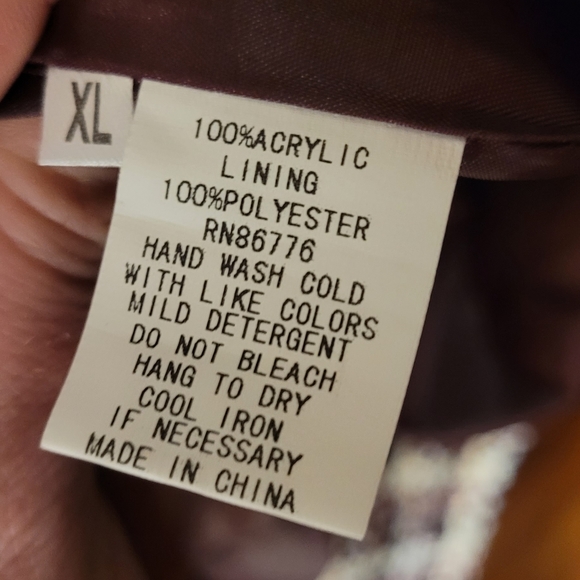 XL
100%ACRYLIC
LINING
100%POLYESTER
RN86776
HAND WASH COLD
WITH LIKE COLORS
MILD DETERGENT
DO NOT BLEACH
HANG TO DRY
COOL IRON
IF NECESSARY
MADE IN CHINA